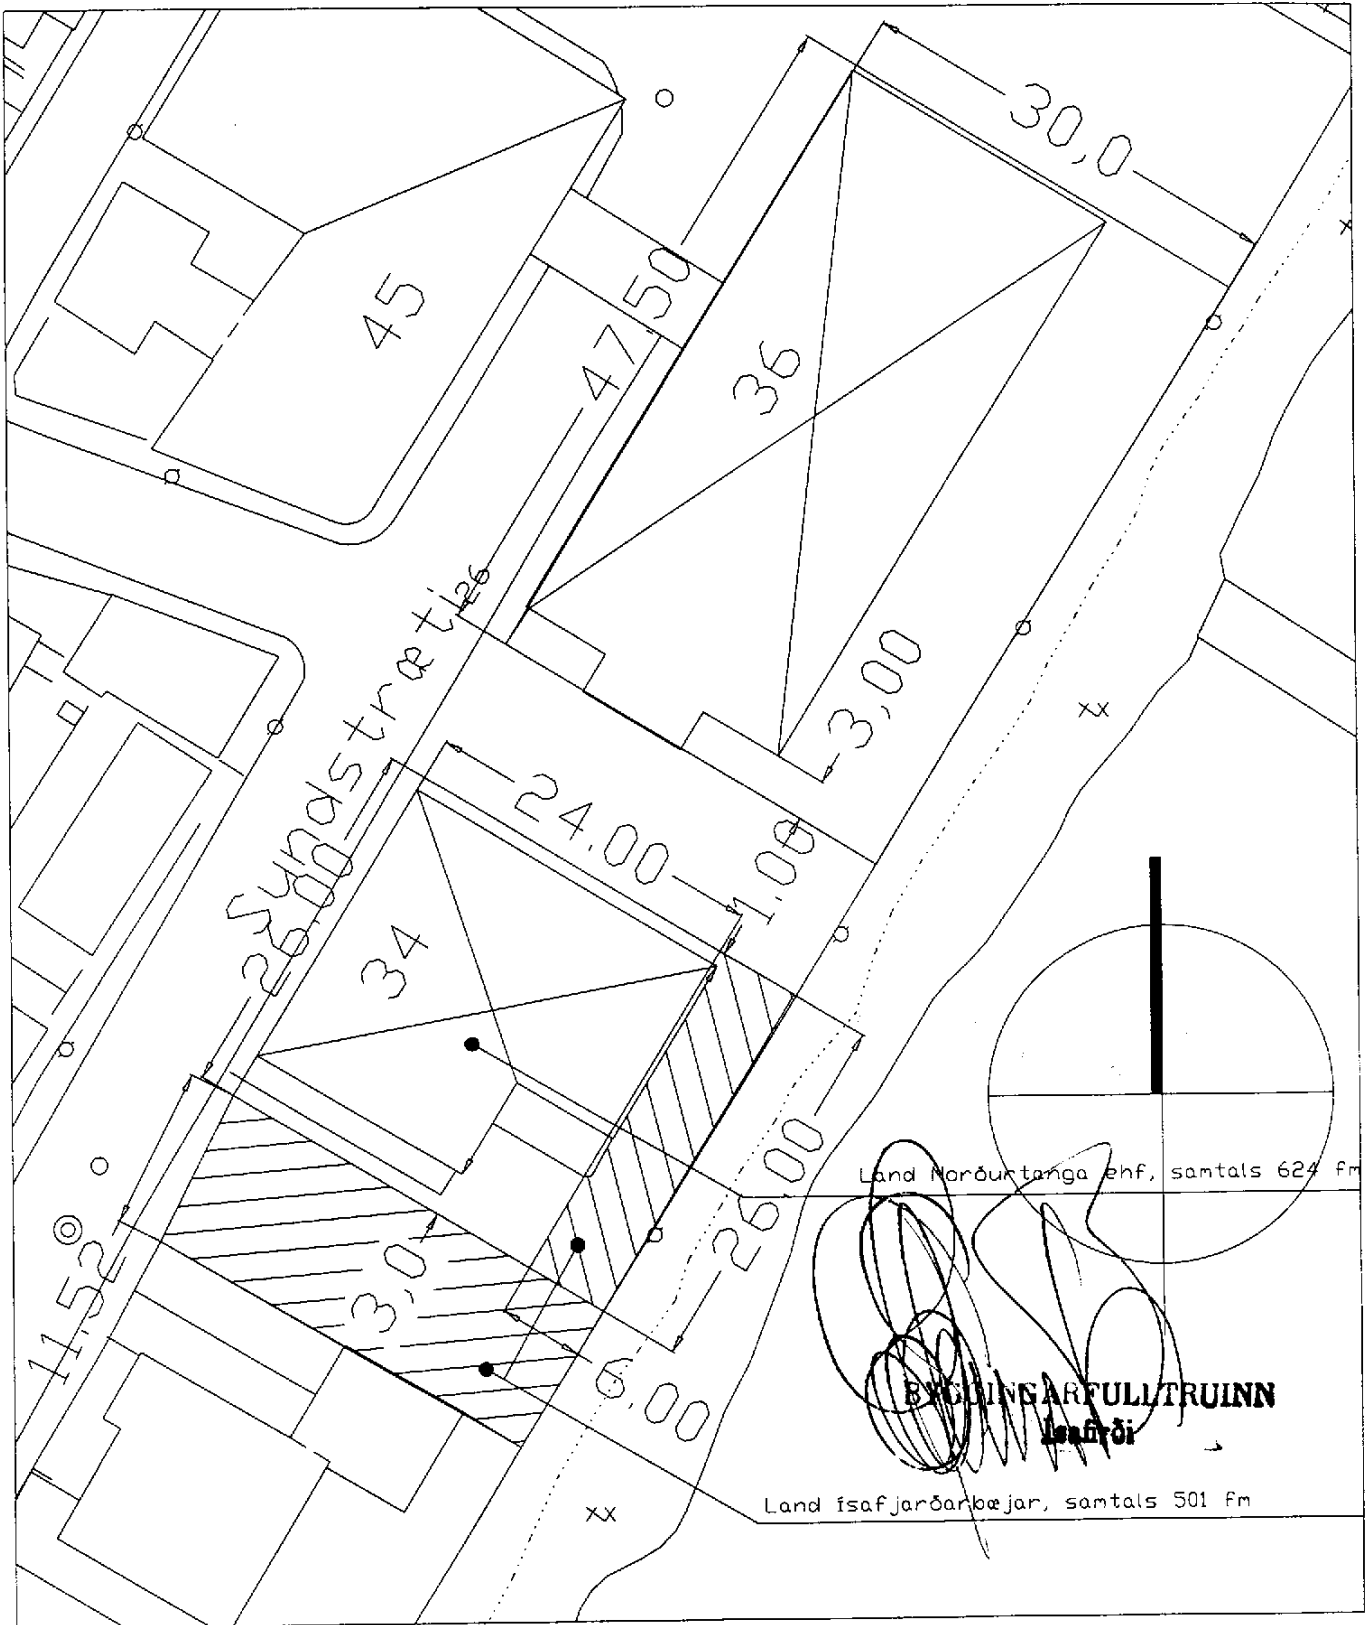 30,0
47,50
45
36
Sundstræti
26
3,00
24.00
1.00
26.00
34
26.00
11.52
3,0
6.00
Land Norðurtanga ehf, samtals 624 fm
BYGGINGARFULLTRUINN
Ísafirði
Land Ísafjarðarbæjar, samtals 501 fm
xx
xx
x